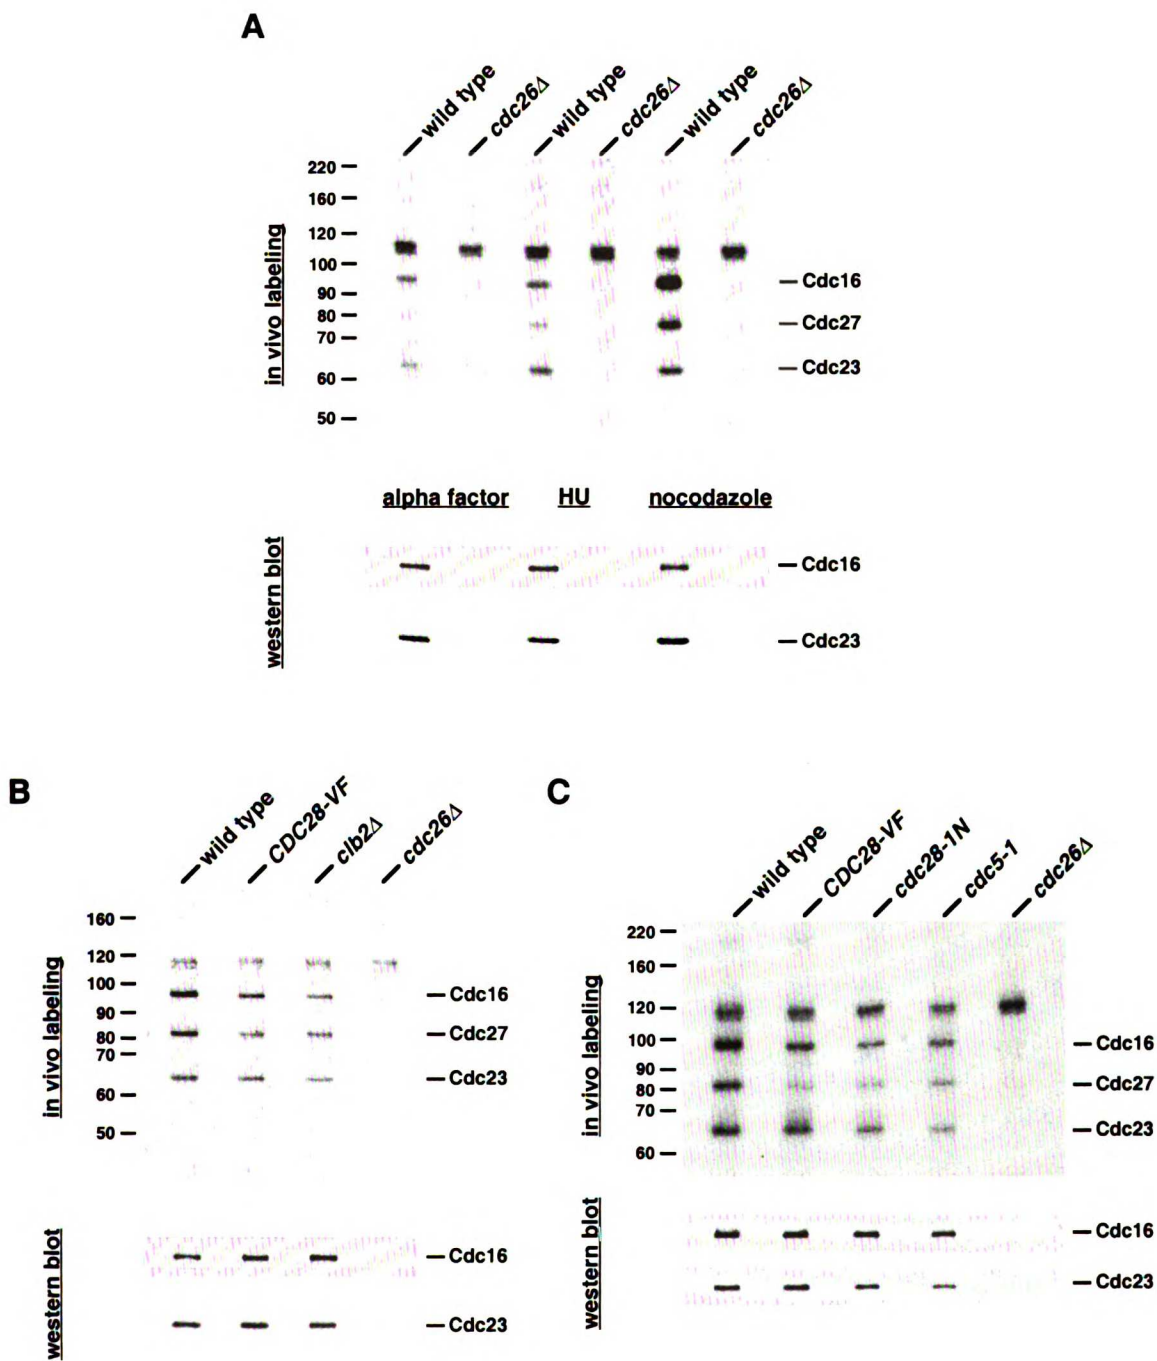 A
wild type
cdc26Δ
wild type
cdc26Δ
wild type
cdc26Δ
in vivo labeling
220
160
120
100
90
80
70
60
50
Cdc16
Cdc27
Cdc23
alpha factor
HU
nocodazole
western blot
Cdc16
Cdc23
B
wild type
CDC28-VF
clb2Δ
cdc26Δ
in vivo labeling
160
120
100
90
80
70
60
50
Cdc16
Cdc27
Cdc23
western blot
Cdc16
Cdc23
C
wild type
CDC28-VF
cdc28-1N
cdc5-1
cdc26Δ
in vivo labeling
220
160
120
100
90
80
70
60
Cdc16
Cdc27
Cdc23
western blot
Cdc16
Cdc23